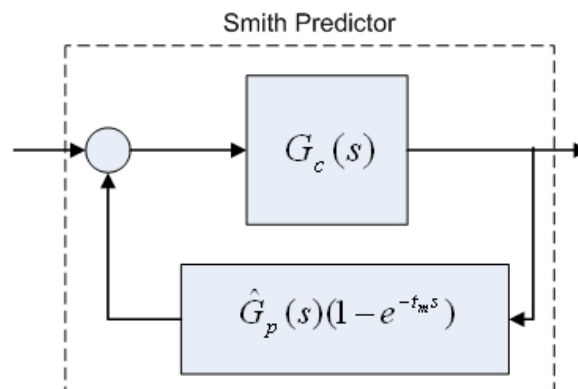 Smith Predictor
G_c(s)
Ĝ_p(s)(1-e^{-t_m s})